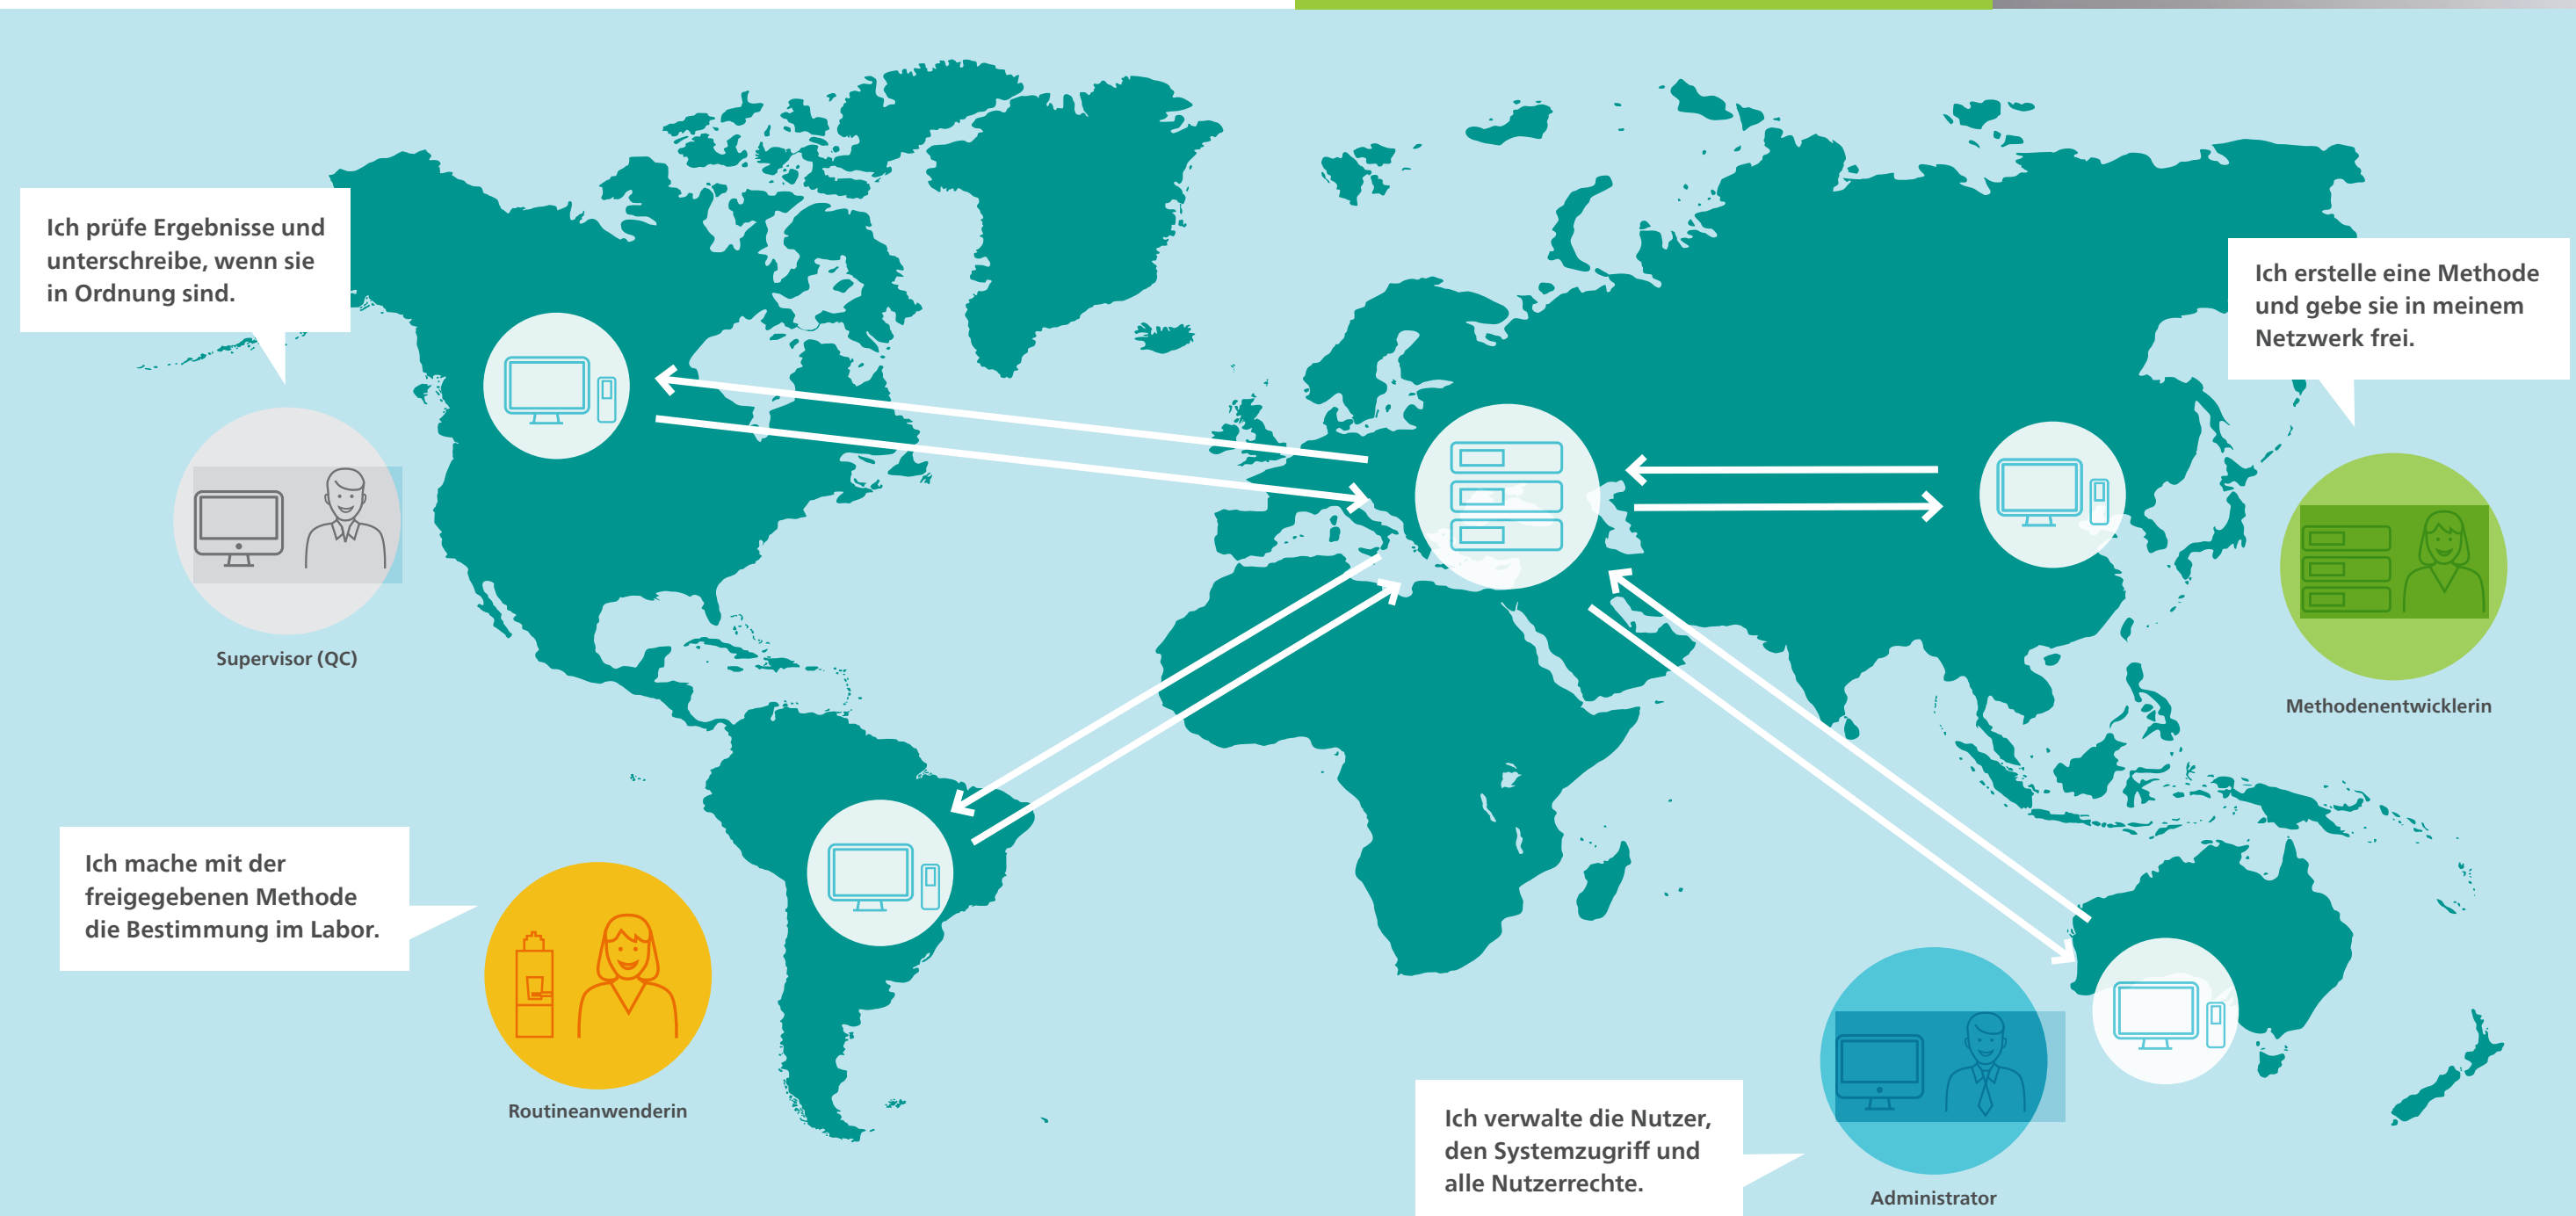 Ich prüfe Ergebnisse und
unterschreibe, wenn sie
in Ordnung sind.
Supervisor (QC)
Ich erstelle eine Methode
und gebe sie in meinem
Netzwerk frei.
Methodenentwicklerin
Ich mache mit der
freigegebenen Methode
die Bestimmung im Labor.
Routineanwenderin
Ich verwalte die Nutzer,
den Systemzugriff und
alle Nutzerrechte.
Administrator